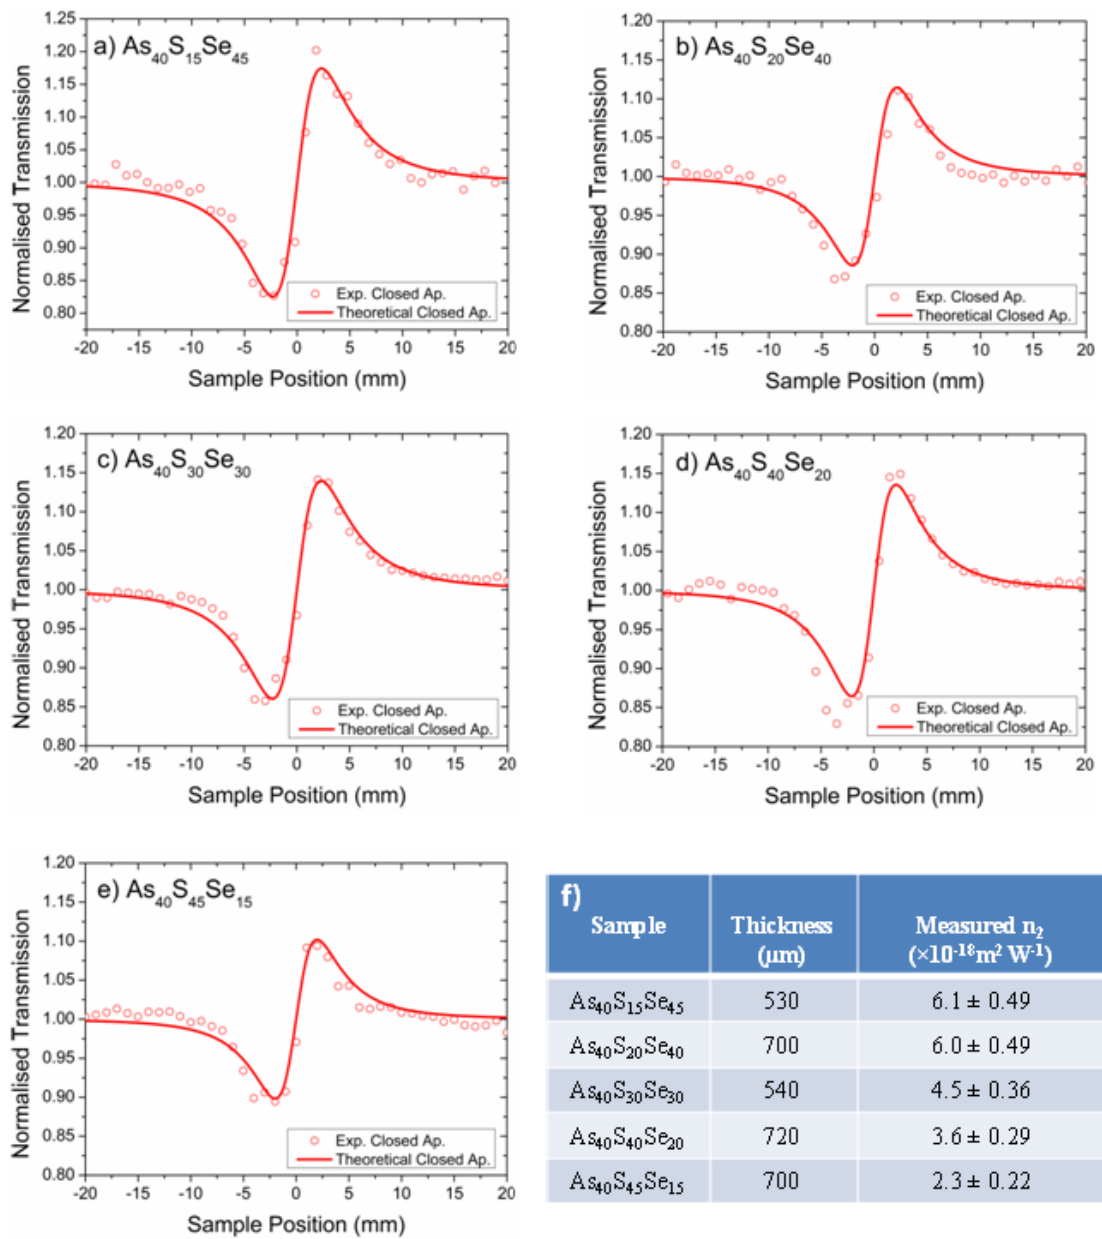 a) As₄₀S₁₅Se₄₅
Normalised Transmission
1.25
1.20
1.15
1.10
1.05
1.00
0.95
0.90
0.85
0.80
Exp. Closed Ap.
Theoretical Closed Ap.
-20 -15 -10 -5 0 5 10 15 20
Sample Position (mm)
b) As₄₀S₂₀Se₄₀
Normalised Transmission
1.20
1.15
1.10
1.05
1.00
0.95
0.90
0.85
0.80
Exp. Closed Ap.
Theoretical Closed Ap.
-20 -15 -10 -5 0 5 10 15 20
Sample Position (mm)
c) As₄₀S₃₀Se₃₀
Normalised Transmission
1.20
1.15
1.10
1.05
1.00
0.95
0.90
0.85
0.80
Exp. Closed Ap.
Theoretical Closed Ap.
-20 -15 -10 -5 0 5 10 15 20
Sample Position (mm)
d) As₄₀S₄₀Se₂₀
Normalised Transmission
1.20
1.15
1.10
1.05
1.00
0.95
0.90
0.85
0.80
Exp. Closed Ap.
Theoretical Closed Ap.
-20 -15 -10 -5 0 5 10 15 20
Sample Position (mm)
e) As₄₀S₄₅Se₁₅
Normalised Transmission
1.20
1.15
1.10
1.05
1.00
0.95
0.90
0.85
0.80
Exp. Closed Ap.
Theoretical Closed Ap.
-20 -15 -10 -5 0 5 10 15 20
Sample Position (mm)
f)
Sample Thickness Measured n₂
(μm) (×10⁻¹⁸m² W⁻¹)
As₄₀S₁₅Se₄₅ 530 6.1 ± 0.49
As₄₀S₂₀Se₄₀ 700 6.0 ± 0.49
As₄₀S₃₀Se₃₀ 540 4.5 ± 0.36
As₄₀S₄₀Se₂₀ 720 3.6 ± 0.29
As₄₀S₄₅Se₁₅ 700 2.3 ± 0.22